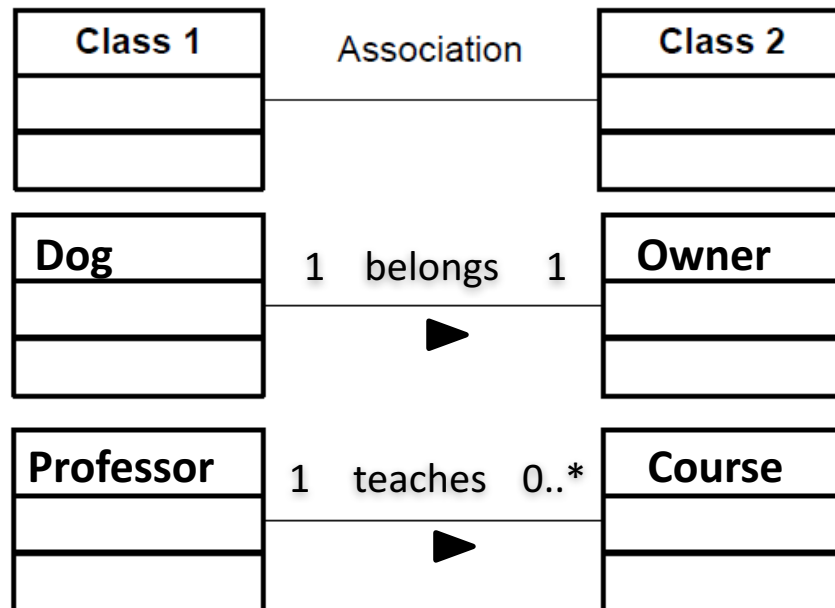 Class 1 Association Class 2
Dog 1 belongs 1 Owner
Professor 1 teaches 0..* Course